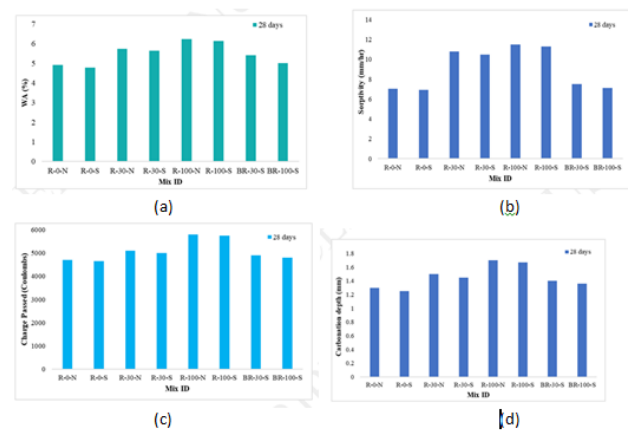 28 days
7
6
5
4
3
2
1
0
WA (%)
R-0-N R-0-S R-30-N R-30-S R-100-N R-100-S BR-30-S BR-100-S
Mix ID
(a)
28 days
14
12
10
8
6
4
2
0
Sorptivity (mm/hr)
R-0-N R-0-S R-30-N R-30-S R-100-N R-100-S BR-30-S BR-100-S
Mix ID
(b)
28 days
6000
5000
4000
3000
2000
1000
0
Charge Passed (Coulombs)
R-0-N R-0-S R-30-N R-30-S R-100-N R-100-S BR-30-S BR-100-S
Mix ID
(c)
28 days
1.8
1.6
1.4
1.2
1
0.8
0.6
0.4
0.2
0
Carbonation depth (mm)
R-0-N R-0-S R-30-N R-30-S R-100-N R-100-S BR-30-S BR-100-S
Mix ID
(d)